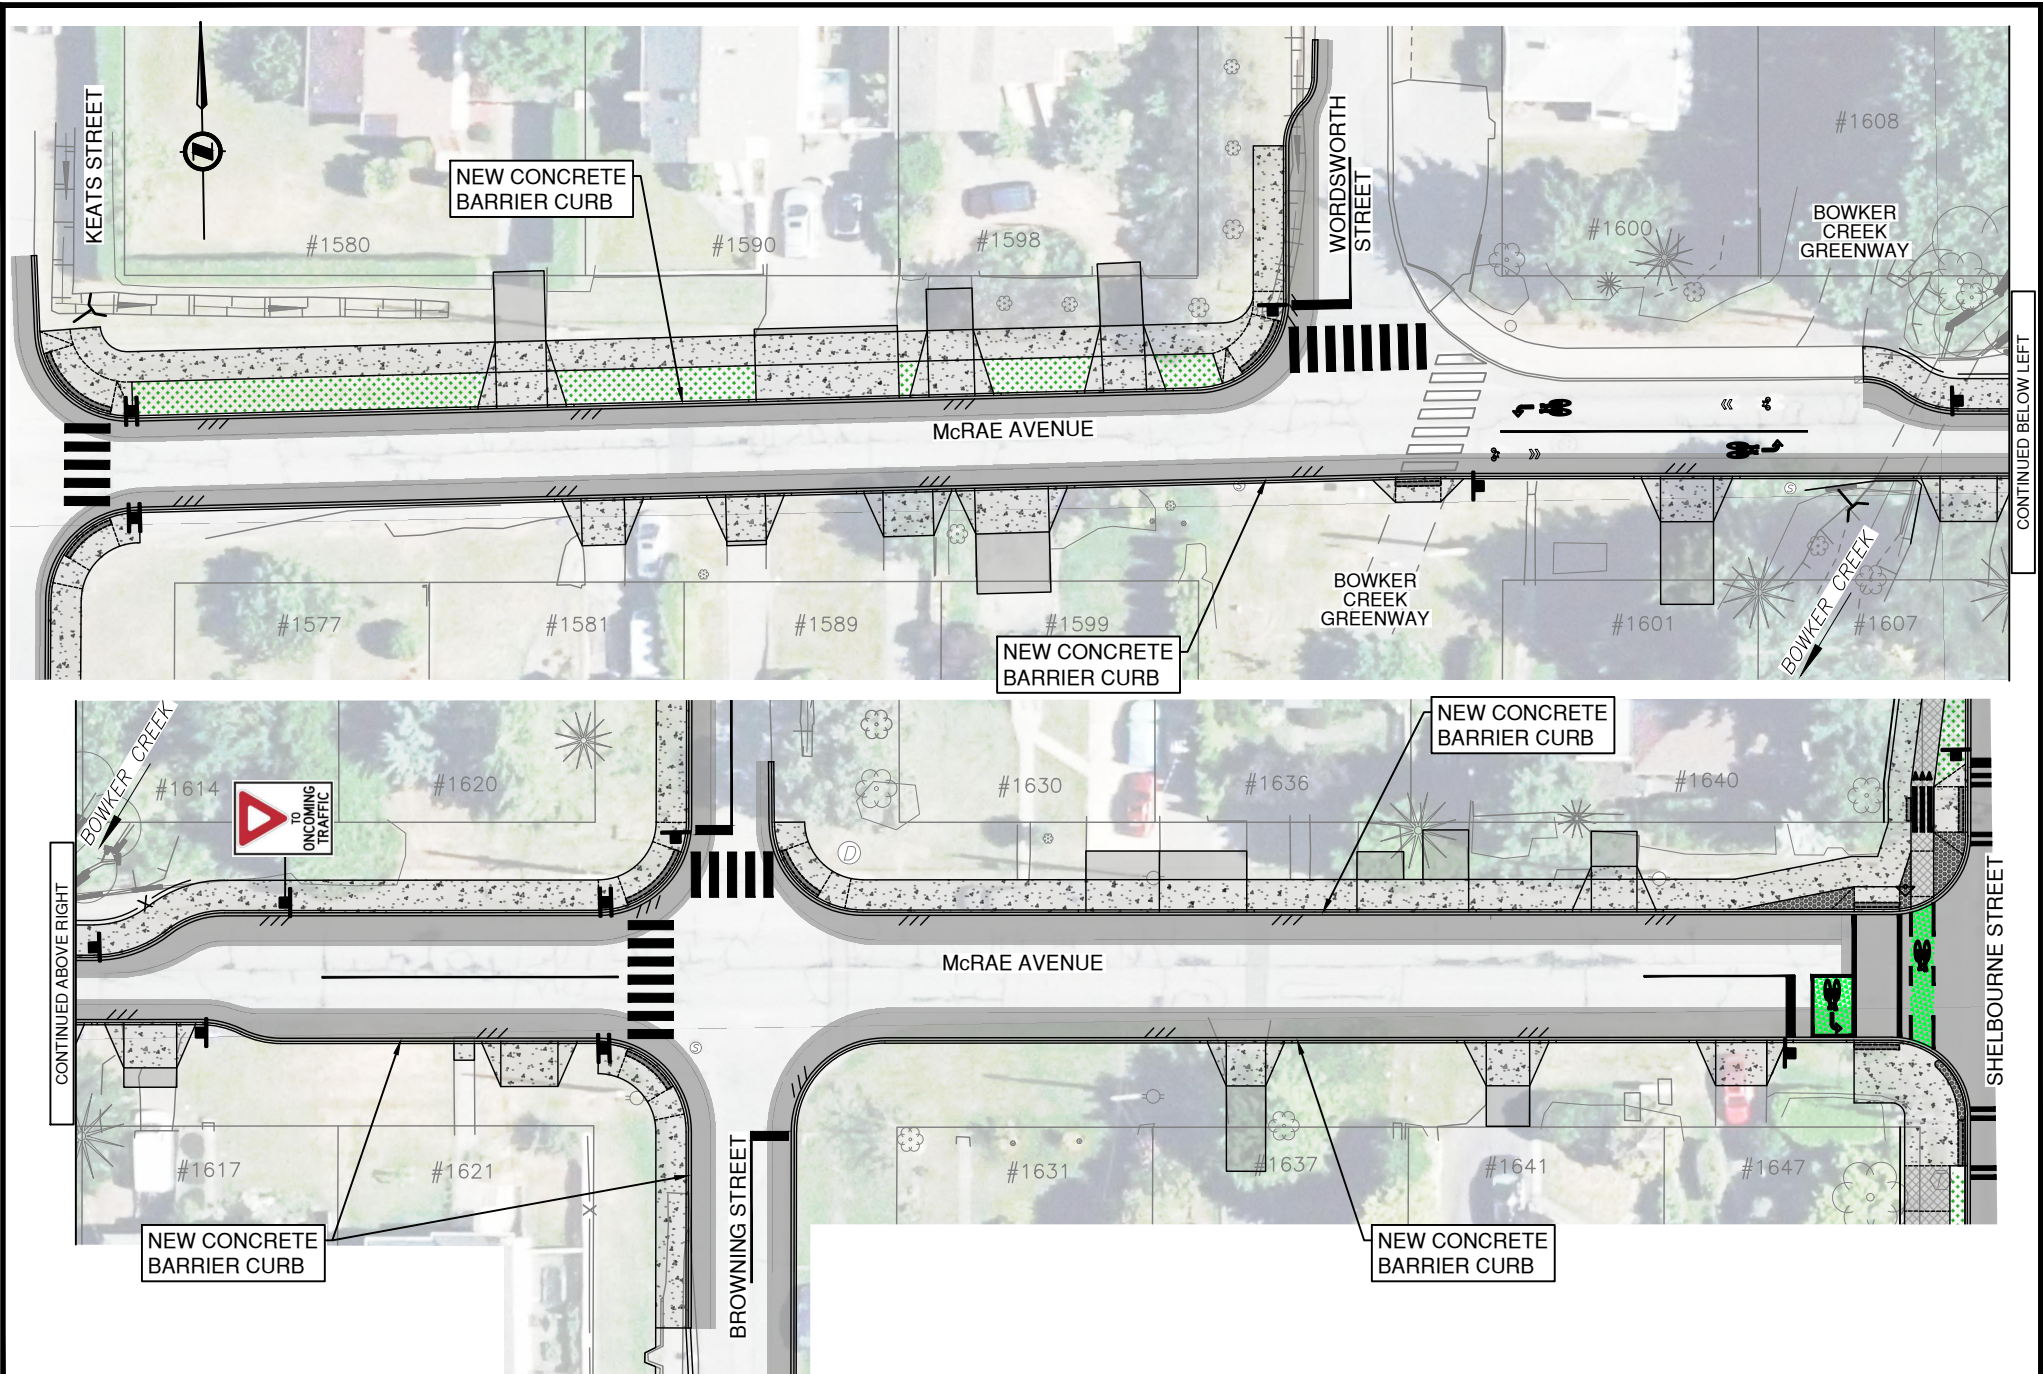 KEATS STREET
NEW CONCRETE
BARRIER CURB
#1580
#1590
#1598
WORDSWORTH
STREET
#1608
#1600
BOWKER
CREEK
GREENWAY
CONTINUED BELOW LEFT
McRAE AVENUE
#1577
#1581
#1589
#1599
NEW CONCRETE
BARRIER CURB
BOWKER
CREEK
GREENWAY
#1601
#1607
BOWKER CREEK
BOWKER CREEK
#1614
TO
ONCOMING
TRAFFIC
#1620
#1630
#1636
NEW CONCRETE
BARRIER CURB
#1640
D
CONTINUED ABOVE RIGHT
McRAE AVENUE
SHELBOURNE STREET
#1617
#1621
BROWNING STREET
#1631
#1637
#1641
#1647
NEW CONCRETE
BARRIER CURB
NEW CONCRETE
BARRIER CURB